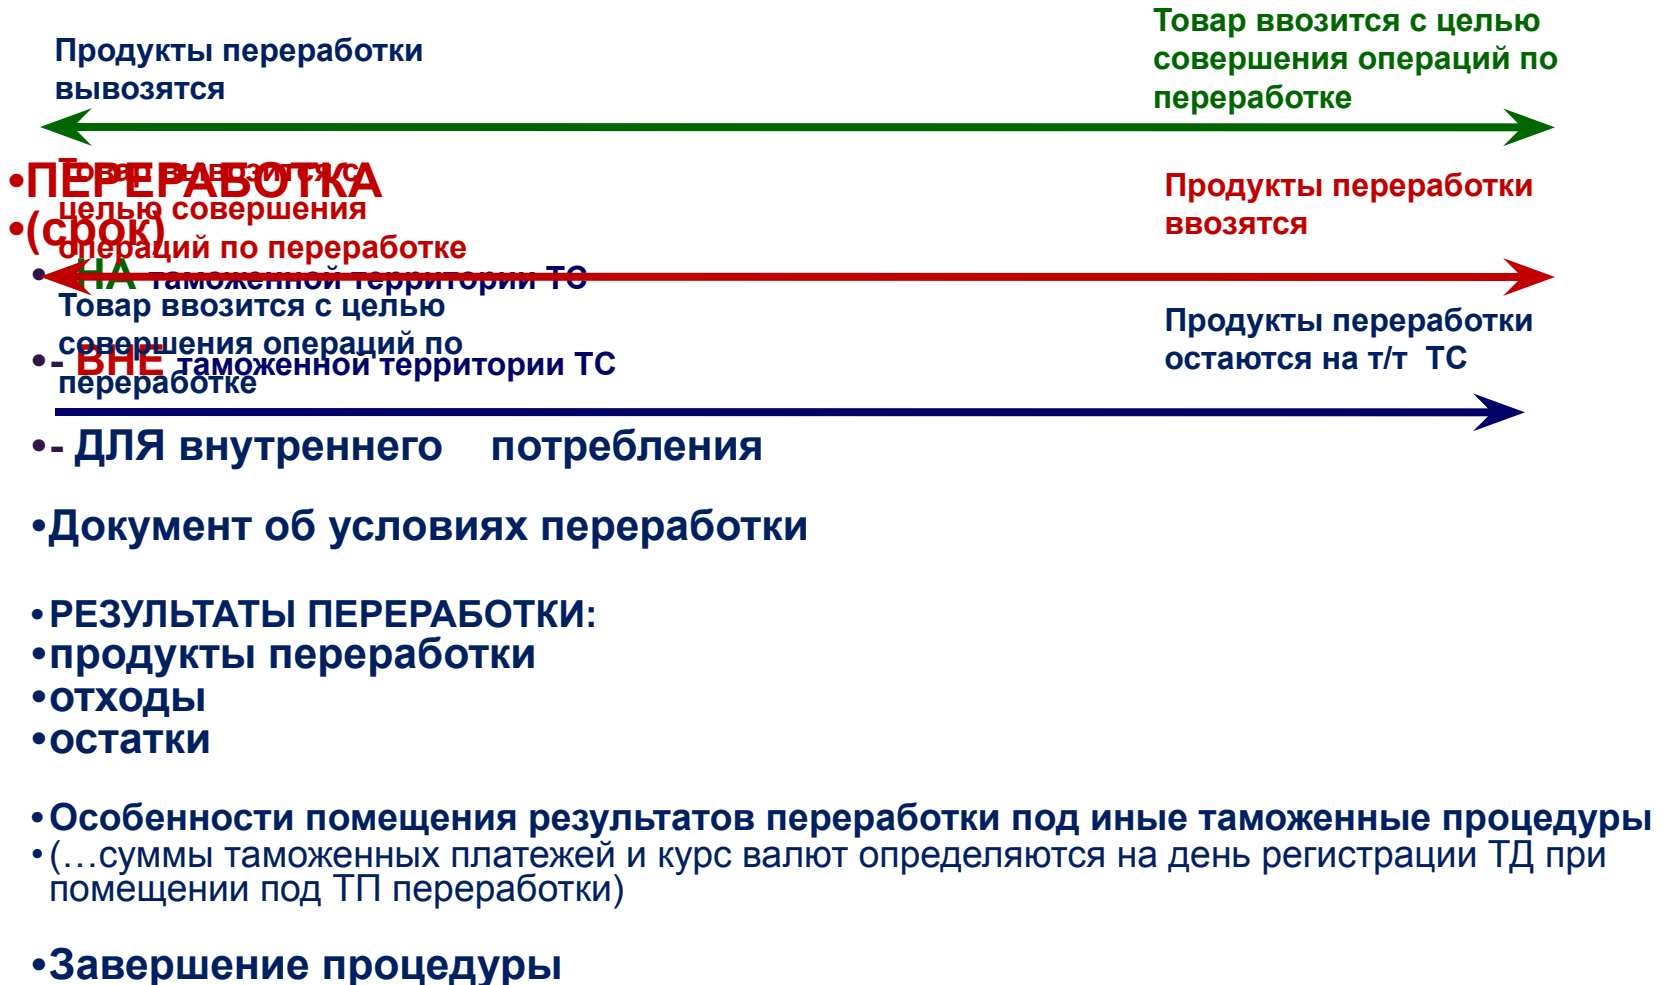 Продукты переработки
вывозятся
Товар ввозится с целью
совершения операций по
переработке
•ПЕРЕРАБОТКА
•(срок)
Товар вывозится с
целью совершения
операций по переработке
Продукты переработки
ввозятся
• НА таможенной территории ТС
Товар ввозится с целью
совершения операций по
переработке
Продукты переработки
остаются на т/т ТС
•- ВНЕ таможенной территории ТС
•- ДЛЯ внутреннего потребления
•Документ об условиях переработки
•РЕЗУЛЬТАТЫ ПЕРЕРАБОТКИ:
•продукты переработки
•отходы
•остатки
•Особенности помещения результатов переработки под иные таможенные процедуры
•(…суммы таможенных платежей и курс валют определяются на день регистрации ТД при
помещении под ТП переработки)
•Завершение процедуры